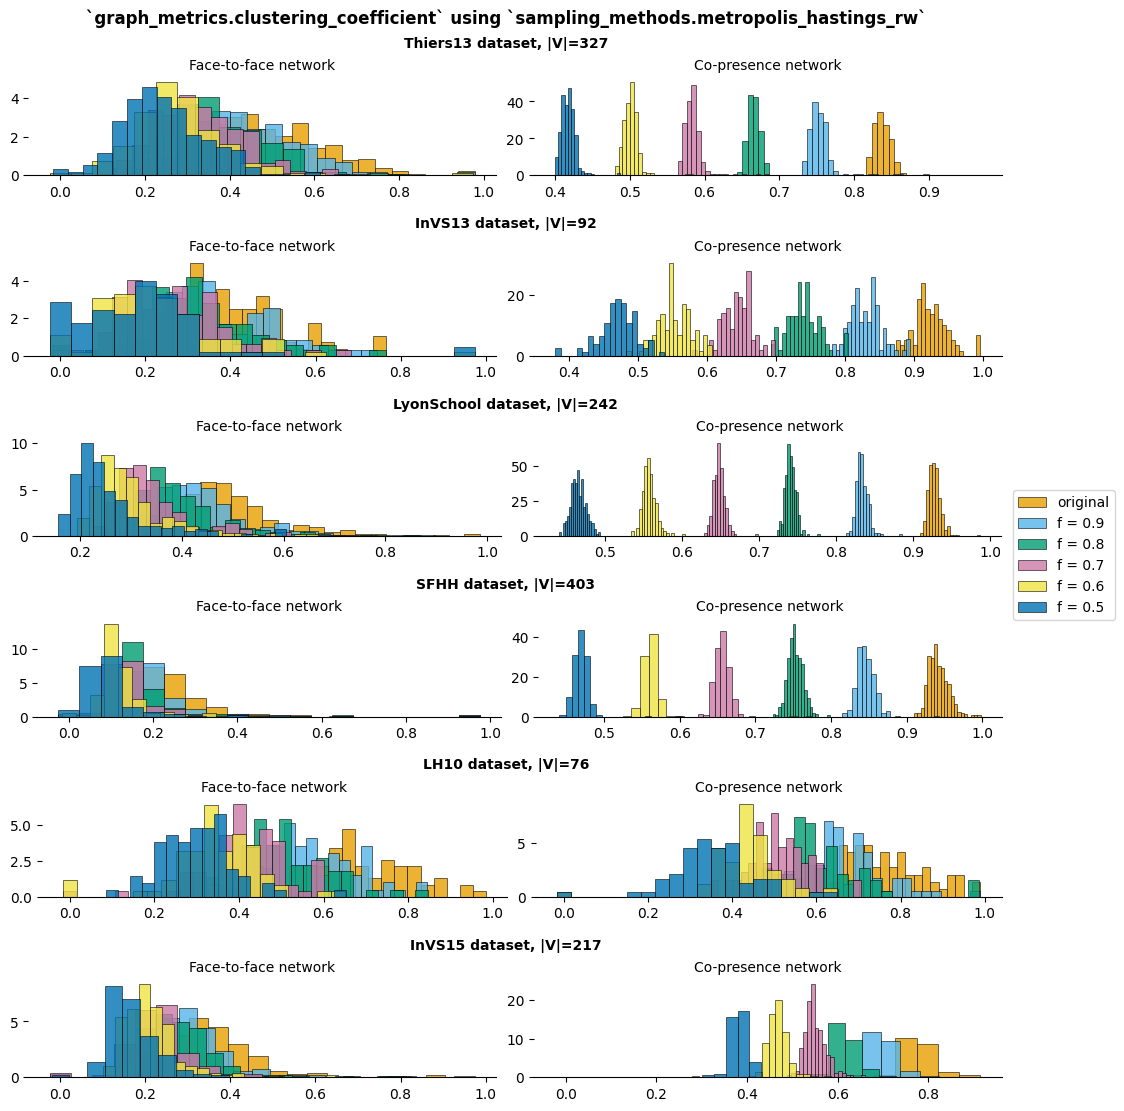 `graph_metrics.clustering_coefficient` using `sampling_methods.metropolis_hastings_rw`
Thiers13 dataset, |V|=327
Face-to-face network
Co-presence network
4
2
0
0.0 0.2 0.4 0.6 0.8 1.0
40
20
0
0.4 0.5 0.6 0.7 0.8 0.9
InVS13 dataset, |V|=92
Face-to-face network
Co-presence network
4
2
0
0.0 0.2 0.4 0.6 0.8 1.0
20
0
0.4 0.5 0.6 0.7 0.8 0.9 1.0
LyonSchool dataset, |V|=242
Face-to-face network
Co-presence network
10
5
0
0.2 0.4 0.6 0.8 1.0
50
25
0
0.5 0.6 0.7 0.8 0.9 1.0
original
f = 0.9
f = 0.8
f = 0.7
f = 0.6
f = 0.5
SFHH dataset, |V|=403
Face-to-face network
Co-presence network
10
5
0
0.0 0.2 0.4 0.6 0.8 1.0
40
20
0
0.5 0.6 0.7 0.8 0.9 1.0
LH10 dataset, |V|=76
Face-to-face network
Co-presence network
5.0
2.5
0.0
0.0 0.2 0.4 0.6 0.8 1.0
5
0
0.0 0.2 0.4 0.6 0.8 1.0
InVS15 dataset, |V|=217
Face-to-face network
Co-presence network
5
0
0.0 0.2 0.4 0.6 0.8 1.0
20
10
0
0.0 0.2 0.4 0.6 0.8